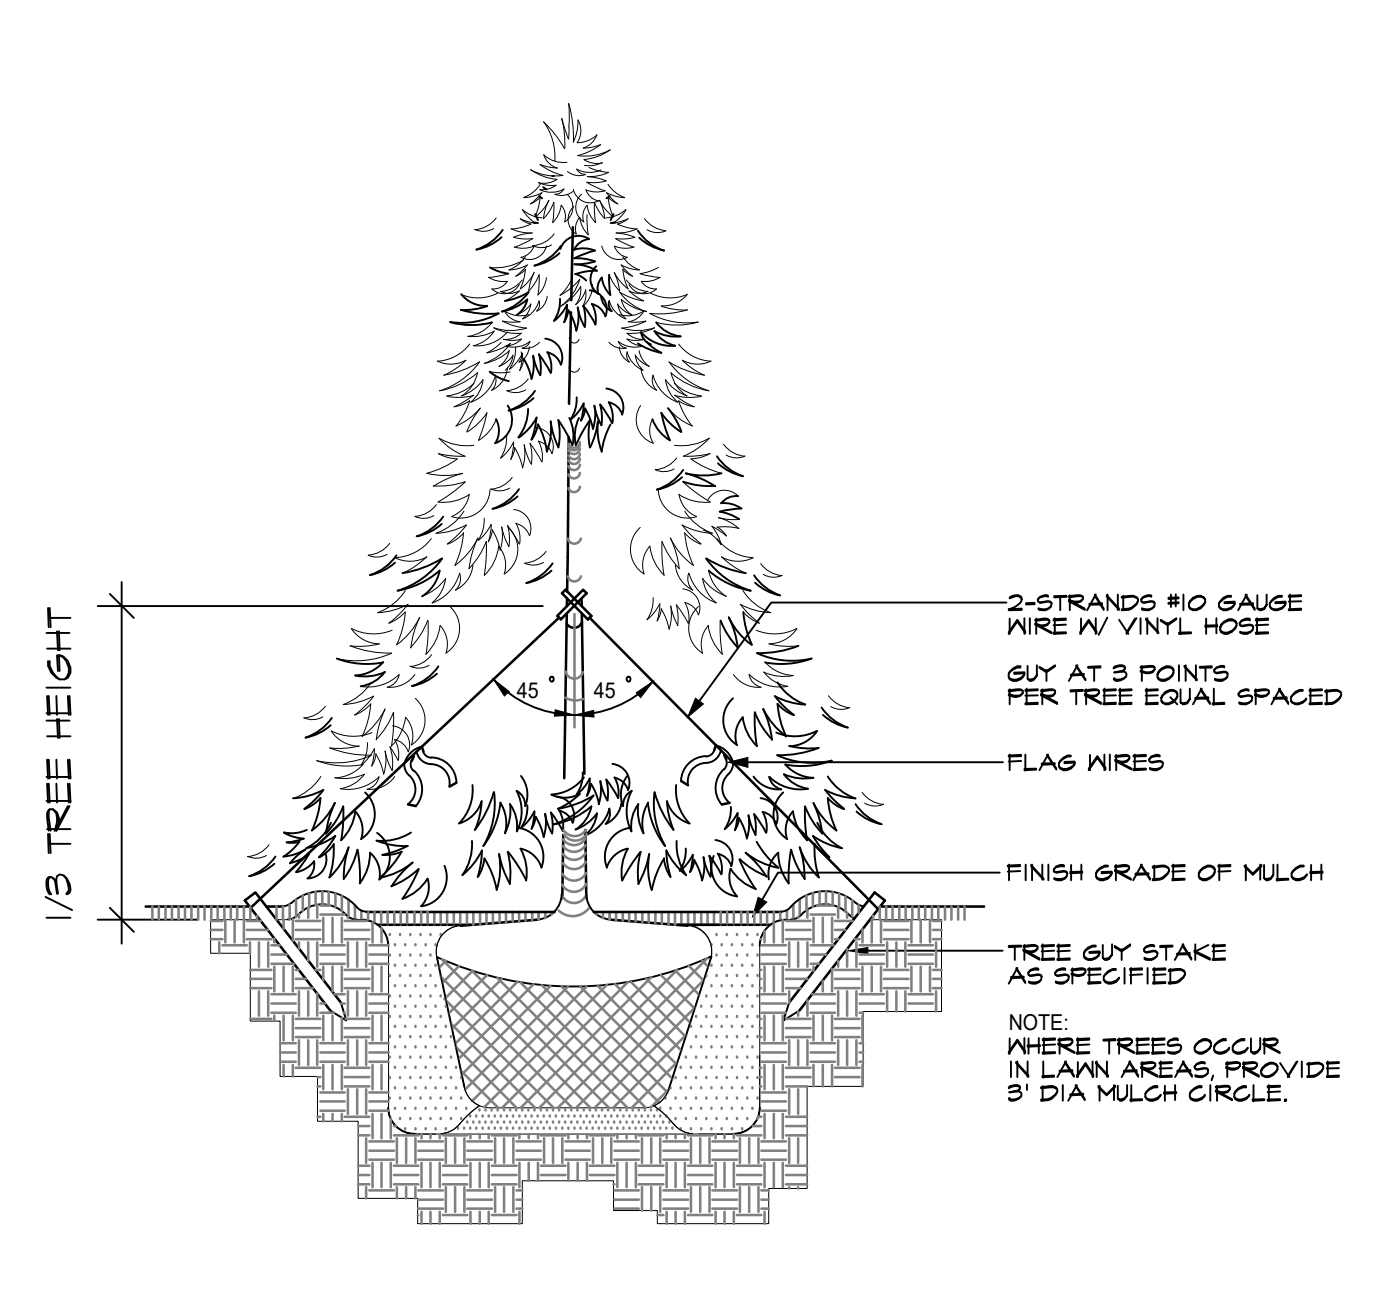 2-STRANDS #10 GAUGE
WIRE W/ VINYL HOSE
GUY AT 3 POINTS
PER TREE EQUAL SPACED
1/3 TREE HEIGHT
45°
45°
FLAG WIRES
FINISH GRADE OF MULCH
TREE GUY STAKE
AS SPECIFIED
NOTE:
WHERE TREES OCCUR
IN LAWN AREAS, PROVIDE
3' DIA MULCH CIRCLE.